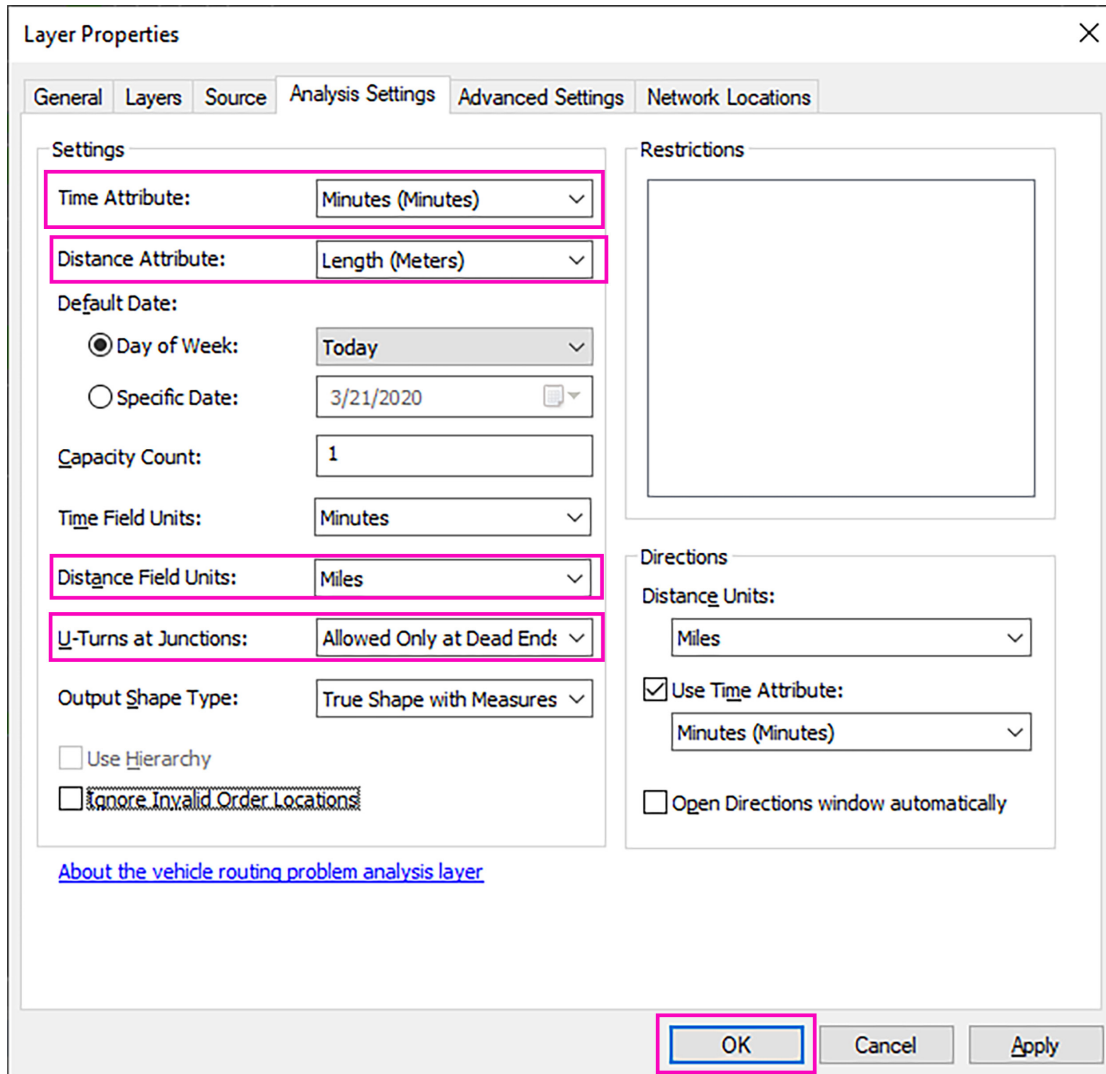 Layer Properties
General Layers Source Analysis Settings Advanced Settings Network Locations
Settings
Time Attribute: Minutes (Minutes)
Distance Attribute: Length (Meters)
Default Date:
Day of Week: Today
Specific Date: 3/21/2020
Capacity Count: 1
Time Field Units: Minutes
Distance Field Units: Miles
U-Turns at Junctions: Allowed Only at Dead Ends
Output Shape Type: True Shape with Measures
Use Hierarchy
Ignore Invalid Order Locations
About the vehicle routing problem analysis layer
Restrictions
Directions
Distance Units:
Miles
Use Time Attribute:
Minutes (Minutes)
Open Directions window automatically
OK Cancel Apply